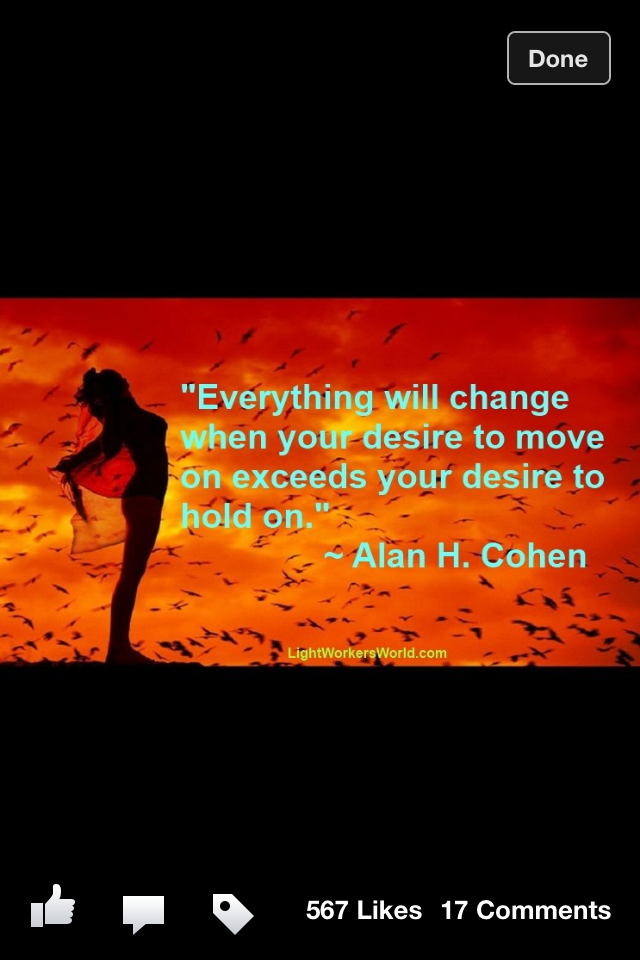 Done
"Everything will change
when your desire to move
on exceeds your desire to
hold on."
~ Alan H. Cohen
LightWorkersWorld.com
567 Likes 17 Comments